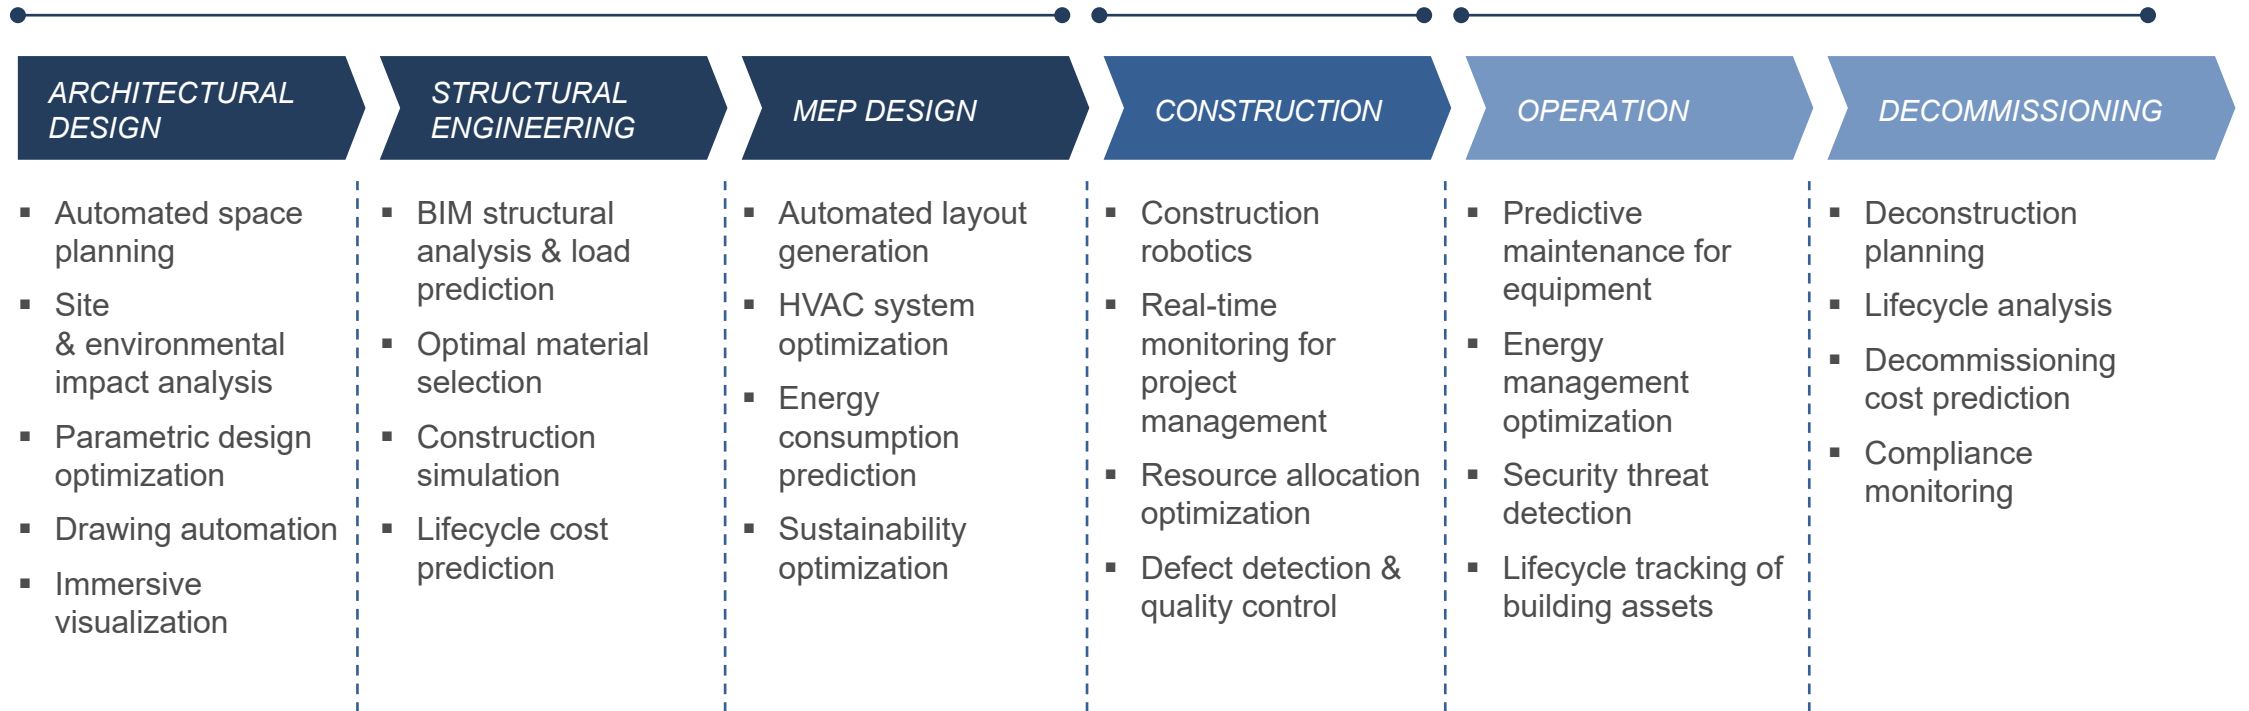 ARCHITECTURAL
DESIGN
STRUCTURAL
ENGINEERING
MEP DESIGN
CONSTRUCTION
OPERATION
DECOMMISSIONING
▪ Automated space
planning
▪ Site
& environmental
impact analysis
▪ Parametric design
optimization
▪ Drawing automation
▪ Immersive
visualization
▪ BIM structural
analysis & load
prediction
▪ Optimal material
selection
▪ Construction
simulation
▪ Lifecycle cost
prediction
▪ Automated layout
generation
▪ HVAC system
optimization
▪ Energy
consumption
prediction
▪ Sustainability
optimization
▪ Construction
robotics
▪ Real-time
monitoring for
project
management
▪ Resource allocation
optimization
▪ Defect detection &
quality control
▪ Predictive
maintenance for
equipment
▪ Energy
management
optimization
▪ Security threat
detection
▪ Lifecycle tracking of
building assets
▪ Deconstruction
planning
▪ Lifecycle analysis
▪ Decommissioning
cost prediction
▪ Compliance
monitoring